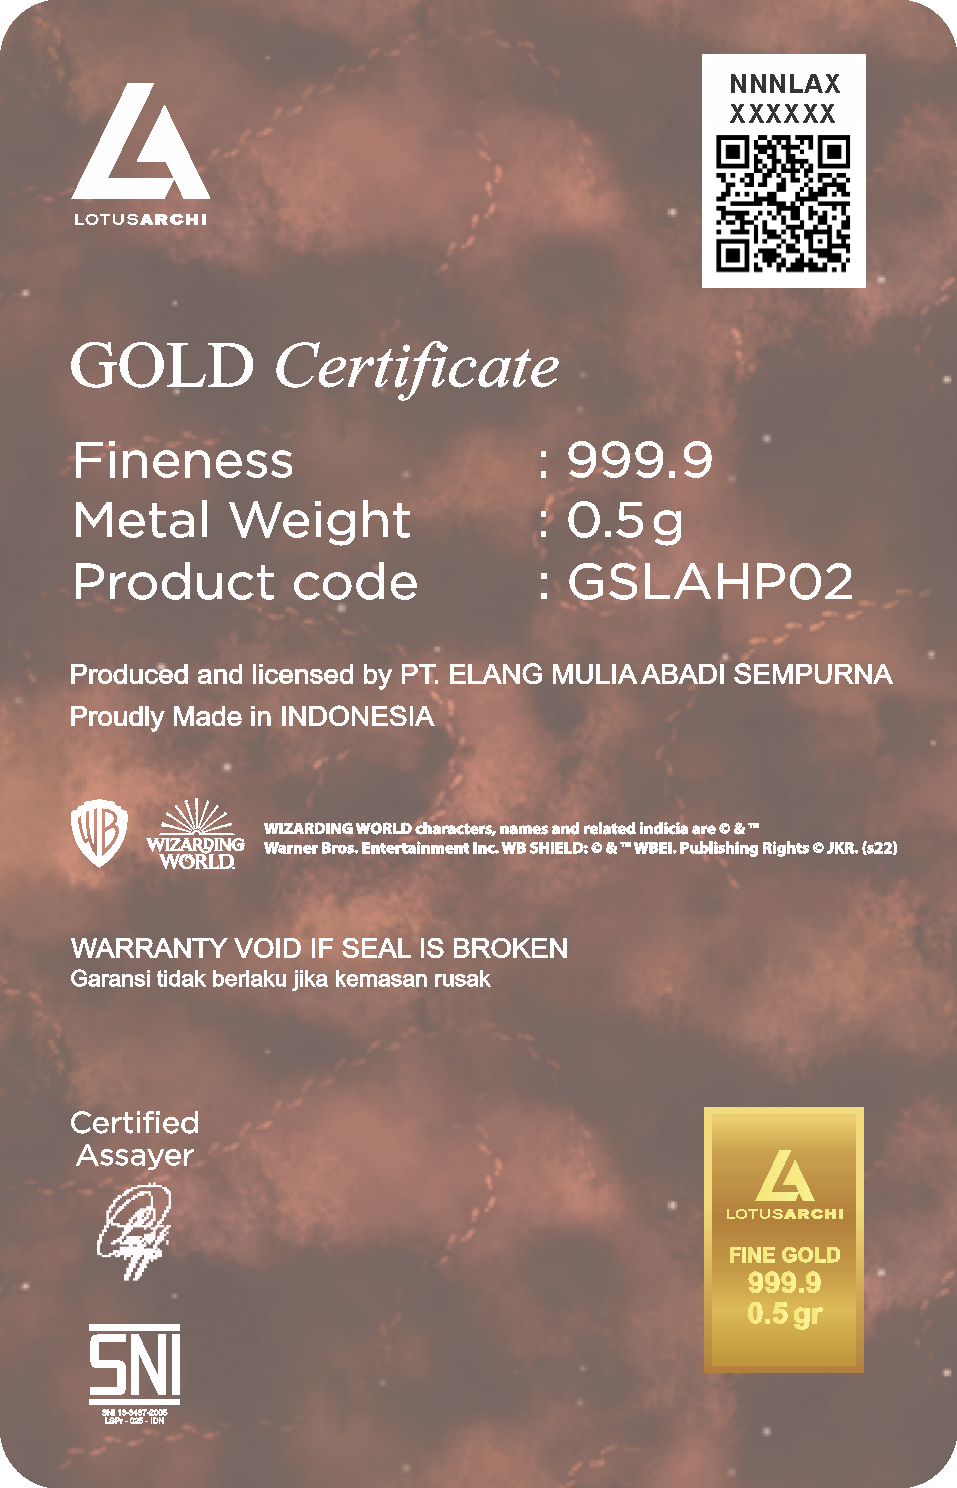 LOTUSARCHI
NNNLAX
XXXXXX
GOLD Certificate
Fineness : 999.9
Metal Weight : 0.5 g
Product code : GSLAHP02
Produced and licensed by PT. ELANG MULIA ABADI SEMPURNA
Proudly Made in INDONESIA
WB
WIZARDING
WORLD
WIZARDING WORLD characters, names and related indicia are © & ™
Warner Bros. Entertainment Inc. WB SHIELD: © & ™ WBEI. Publishing Rights © JKR. (s22)
WARRANTY VOID IF SEAL IS BROKEN
Garansi tidak berlaku jika kemasan rusak
Certified
Assayer
LOTUSARCHI
FINE GOLD
999.9
0.5 gr
SNI
SNI 13-3487-2005
LSPr - 025 - IDN